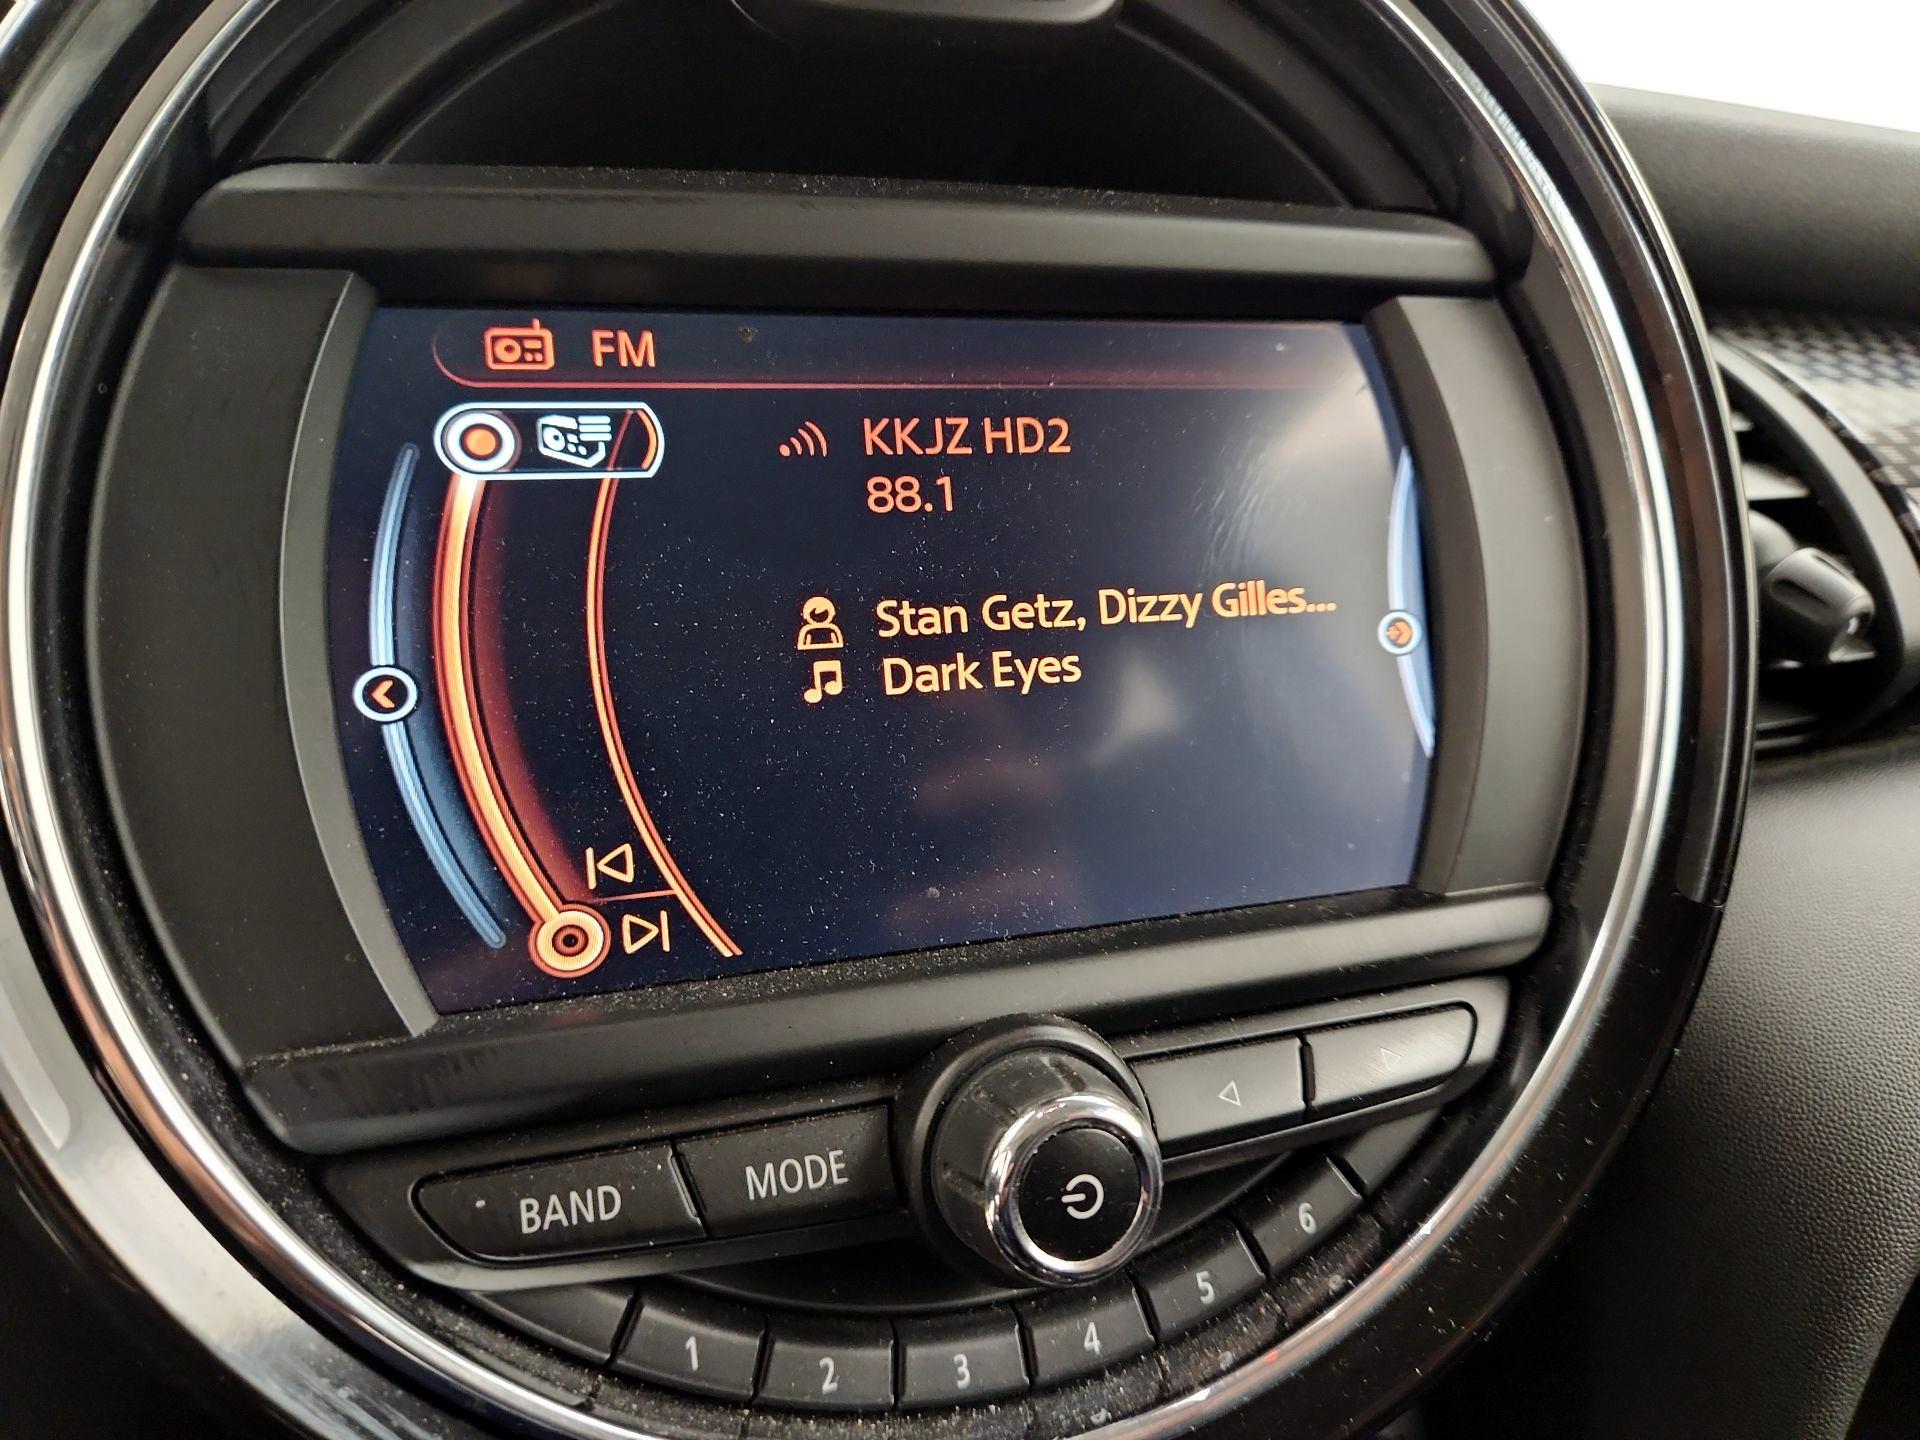 FM
KKJZ HD2
88.1
Stan Getz, Dizzy Gilles...
Dark Eyes
BAND
MODE
1
2
3
4
5
6